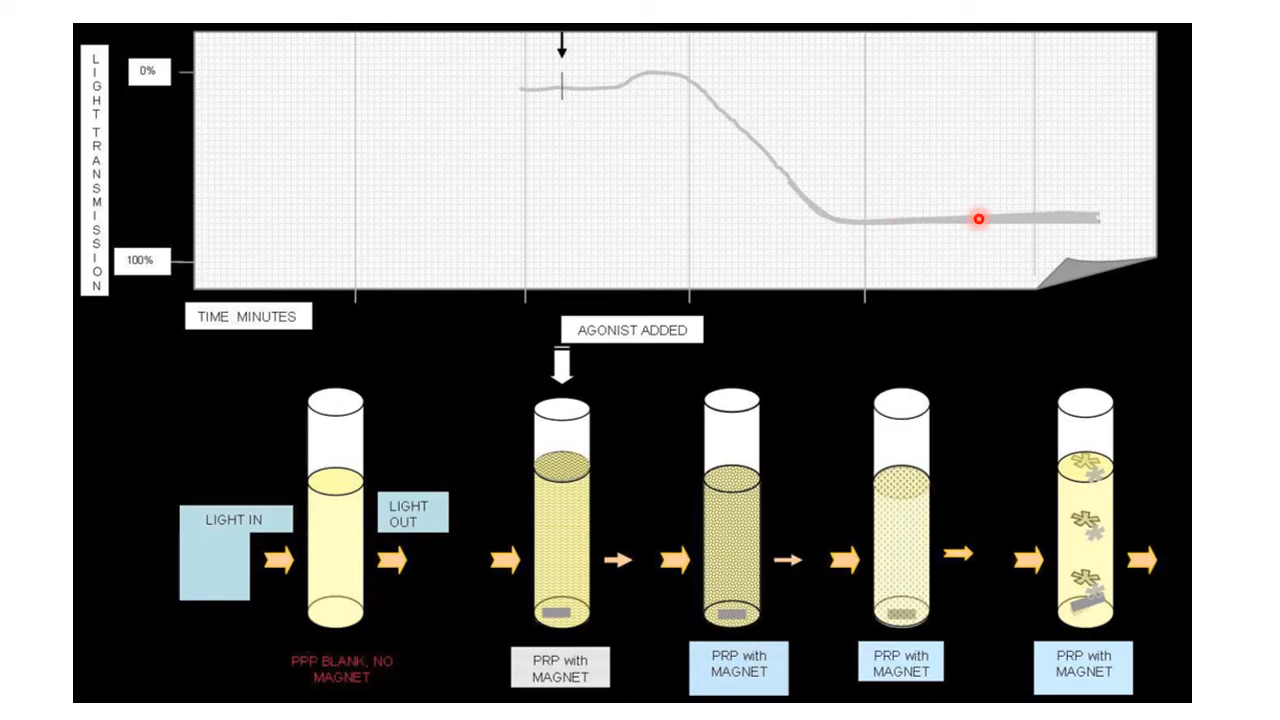 LIGHT TRANSMISSION
0%
100%
TIME MINUTES
AGONIST ADDED
LIGHT IN
LIGHT
OUT
PPP BLANK, NO
MAGNET
PRP with
MAGNET
PRP with
MAGNET
PRP with
MAGNET
PRP with
MAGNET